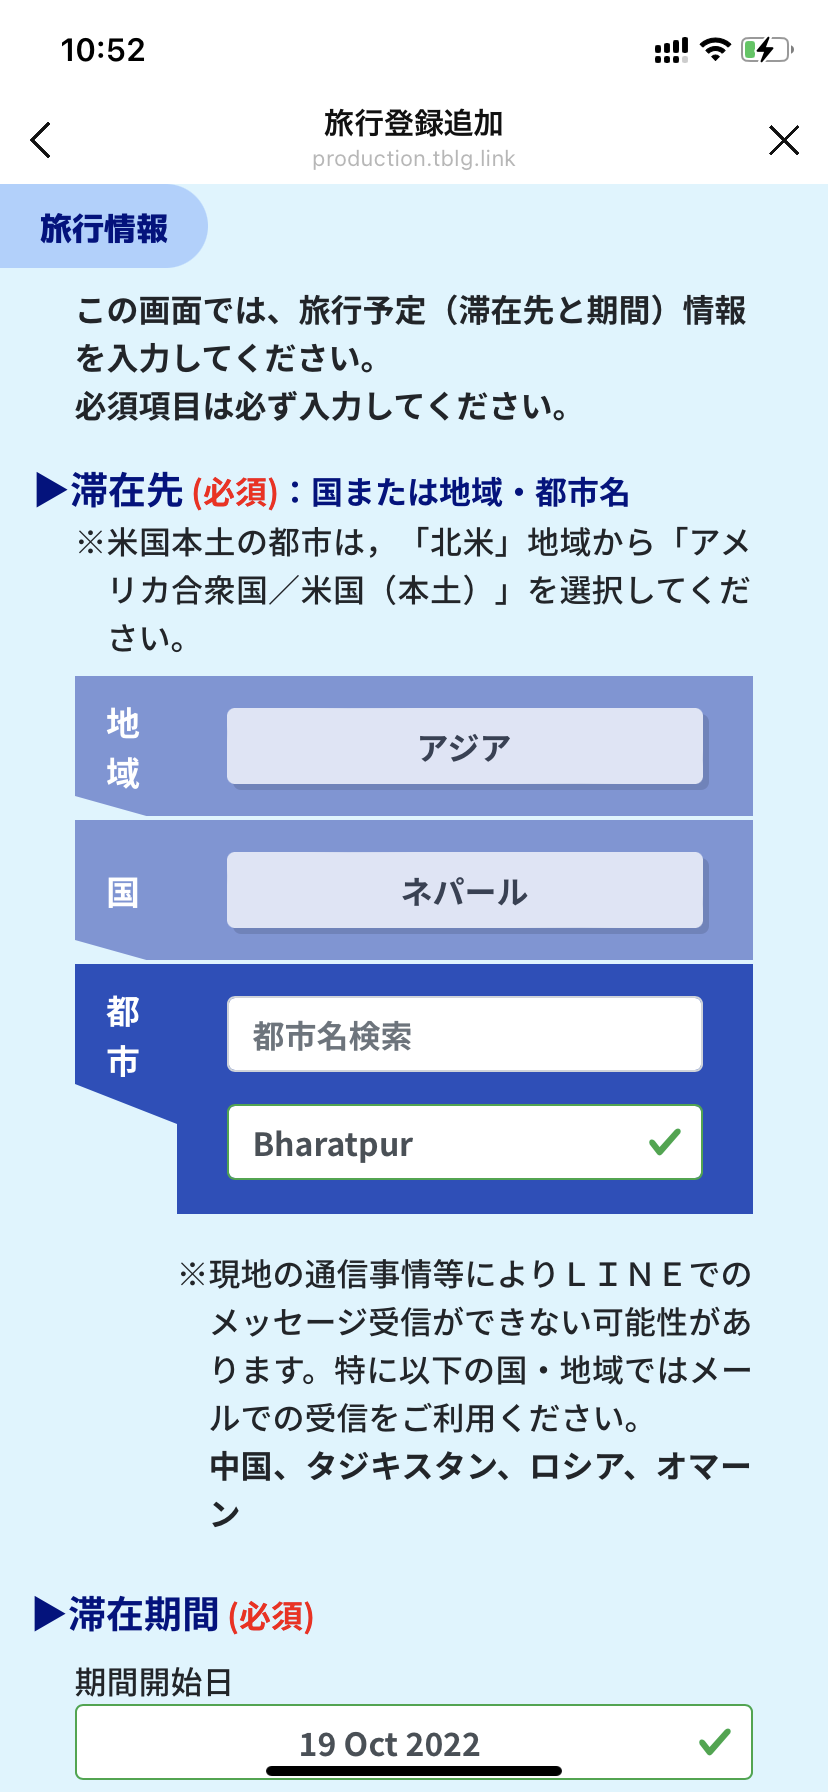 10:52
旅行登録追加
production.tblg.link
旅行情報
この画面では、旅行予定（滞在先と期間）情報
を入力してください。
必須項目は必ず入力してください。
▶滞在先 (必須)：国または地域・都市名
※米国本土の都市は，「北米」地域から「アメ
リカ合衆国／米国（本土）」を選択してくだ
さい。
地
域
アジア
国
ネパール
都
市
都市名検索
Bharatpur
※現地の通信事情等によりＬＩＮＥでの
メッセージ受信ができない可能性があ
ります。特に以下の国・地域ではメー
ルでの受信をご利用ください。
中国、タジキスタン、ロシア、オマー
ン
▶滞在期間 (必須)
期間開始日
19 Oct 2022